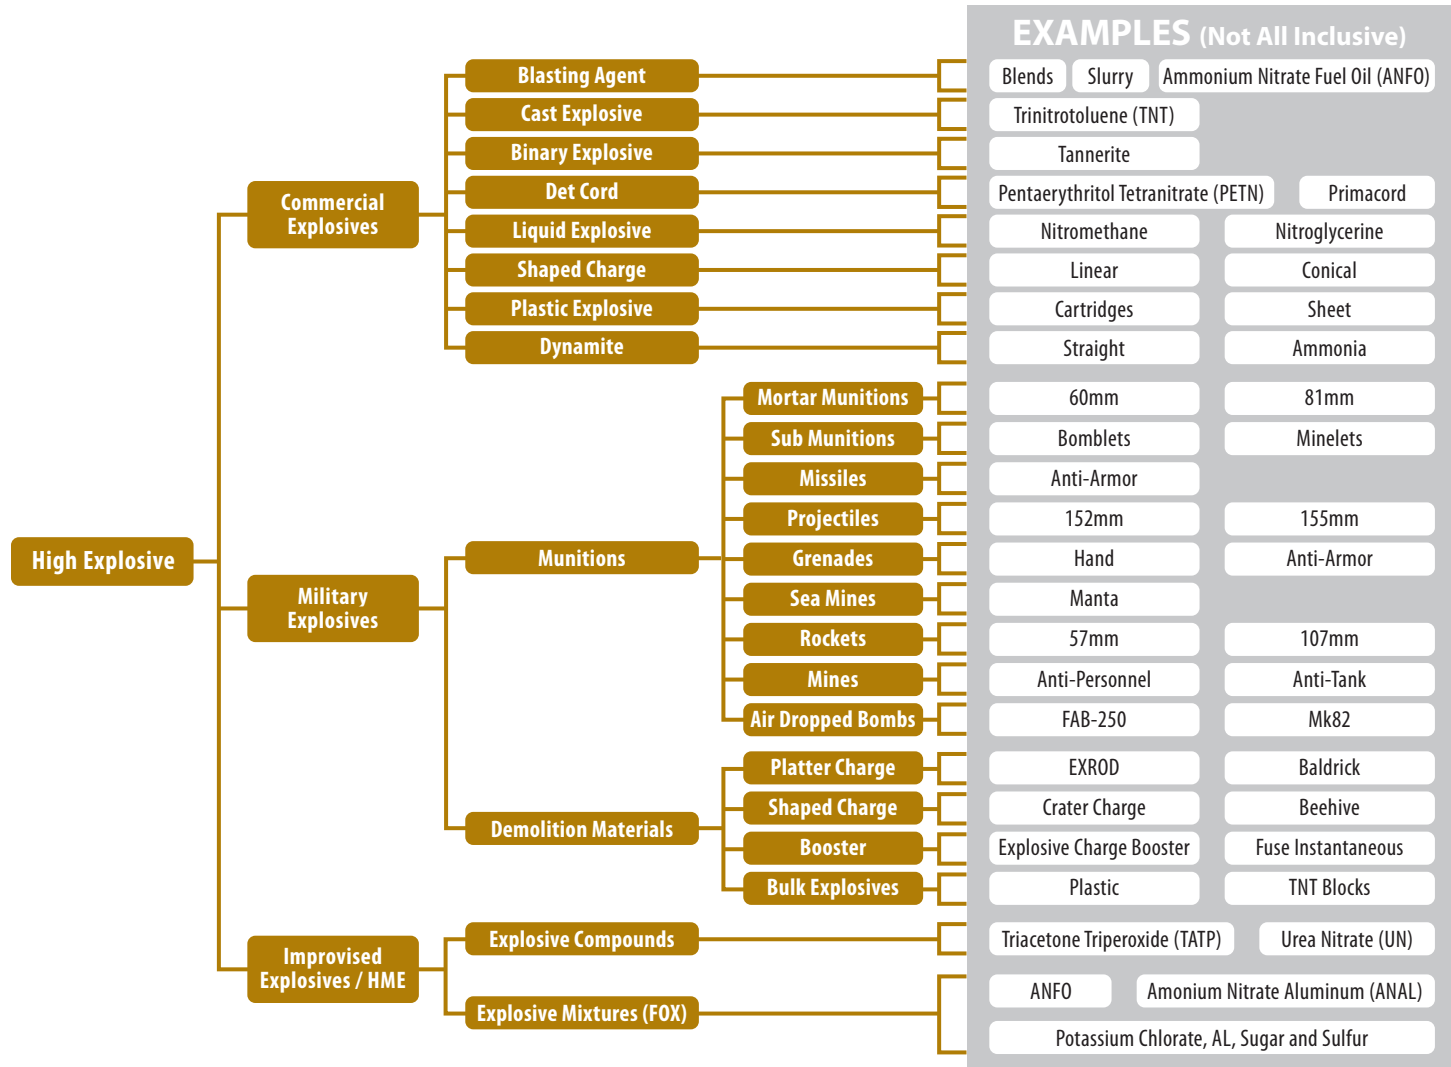 EXAMPLES (Not All Inclusive)
Blasting Agent
Blends
Slurry
Ammonium Nitrate Fuel Oil (ANFO)
Cast Explosive
Trinitrotoluene (TNT)
Binary Explosive
Tannerite
Commercial
Explosives
Det Cord
Pentaerythritol Tetranitrate (PETN)
Primacord
Liquid Explosive
Nitromethane
Nitroglycerine
Shaped Charge
Linear
Conical
Plastic Explosive
Cartridges
Sheet
Dynamite
Straight
Ammonia
Mortar Munitions
60mm
81mm
Sub Munitions
Bomblets
Minelets
Missiles
Anti-Armor
Projectiles
152mm
155mm
High Explosive
Military
Explosives
Munitions
Grenades
Hand
Anti-Armor
Sea Mines
Manta
Rockets
57mm
107mm
Mines
Anti-Personnel
Anti-Tank
Air Dropped Bombs
FAB-250
Mk82
Platter Charge
EXROD
Baldrick
Demolition Materials
Shaped Charge
Crater Charge
Beehive
Booster
Explosive Charge Booster
Fuse Instantaneous
Bulk Explosives
Plastic
TNT Blocks
Improvised
Explosives / HME
Explosive Compounds
Triacetone Triperoxide (TATP)
Urea Nitrate (UN)
Explosive Mixtures (FOX)
ANFO
Amonium Nitrate Aluminum (ANAL)
Potassium Chlorate, AL, Sugar and Sulfur